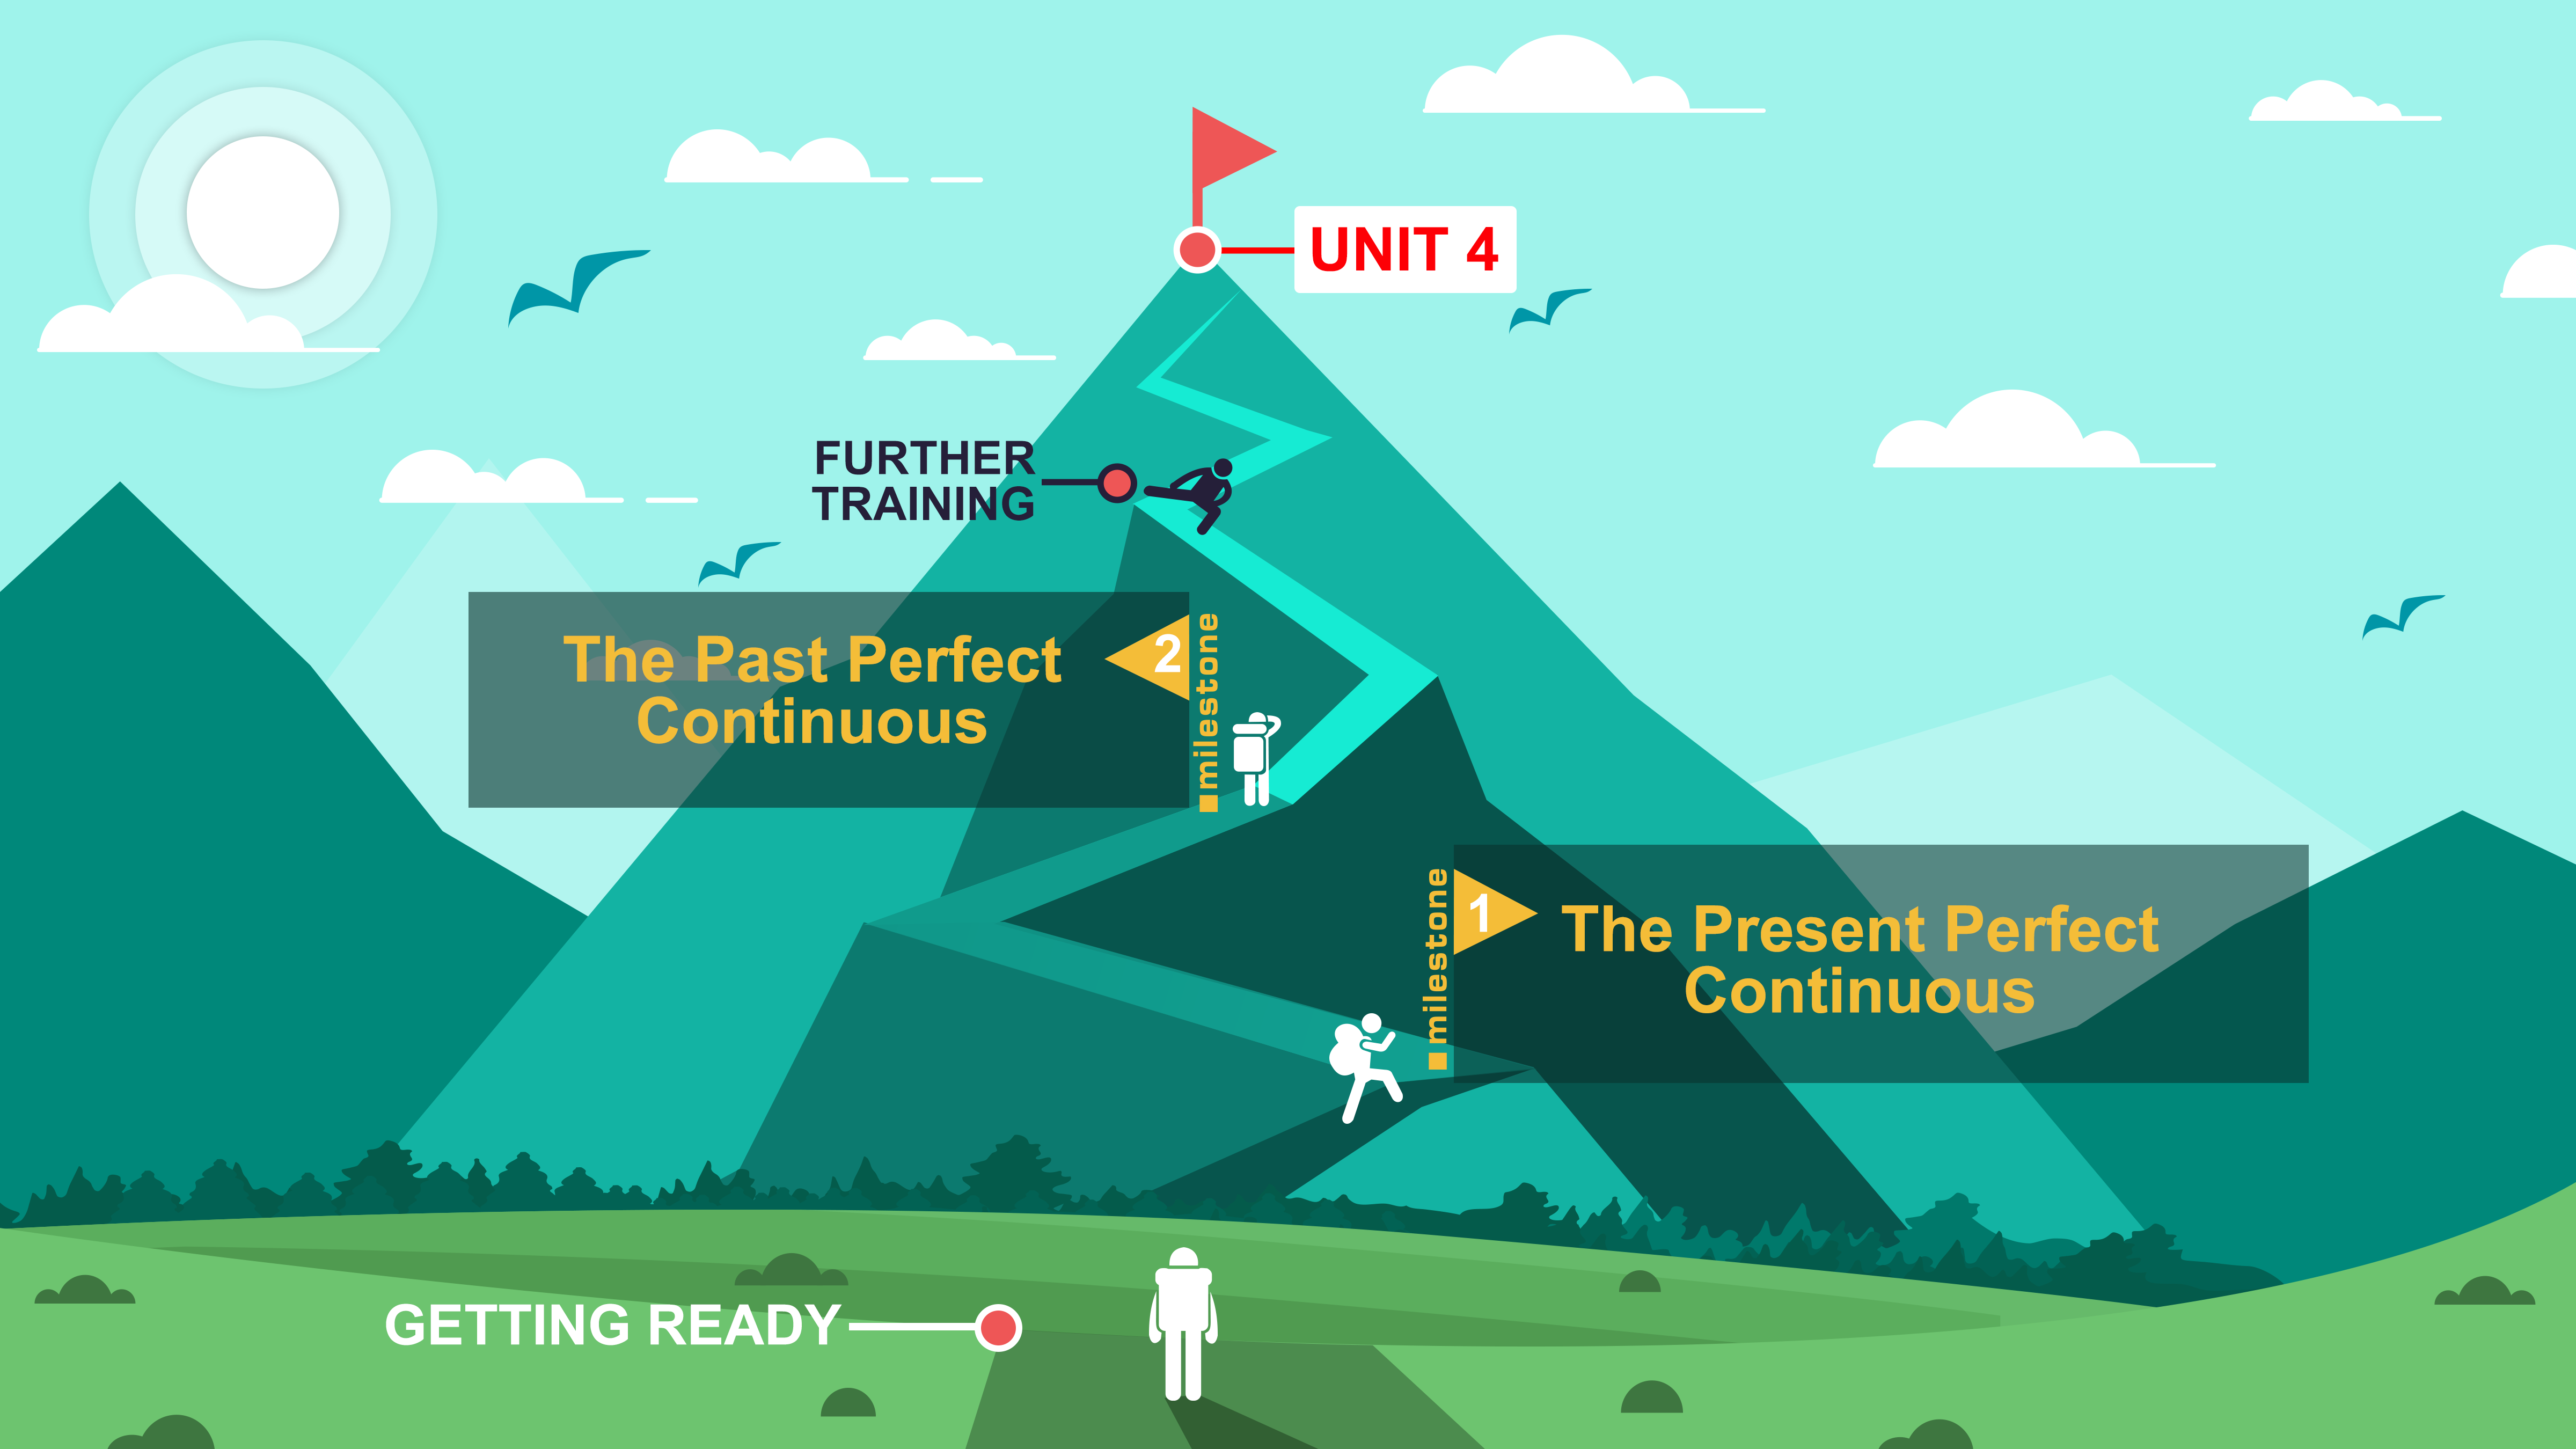 UNIT 4
FURTHER
TRAINING
The Past Perfect
Continuous
2
milestone
milestone
1
The Present Perfect
Continuous
GETTING READY